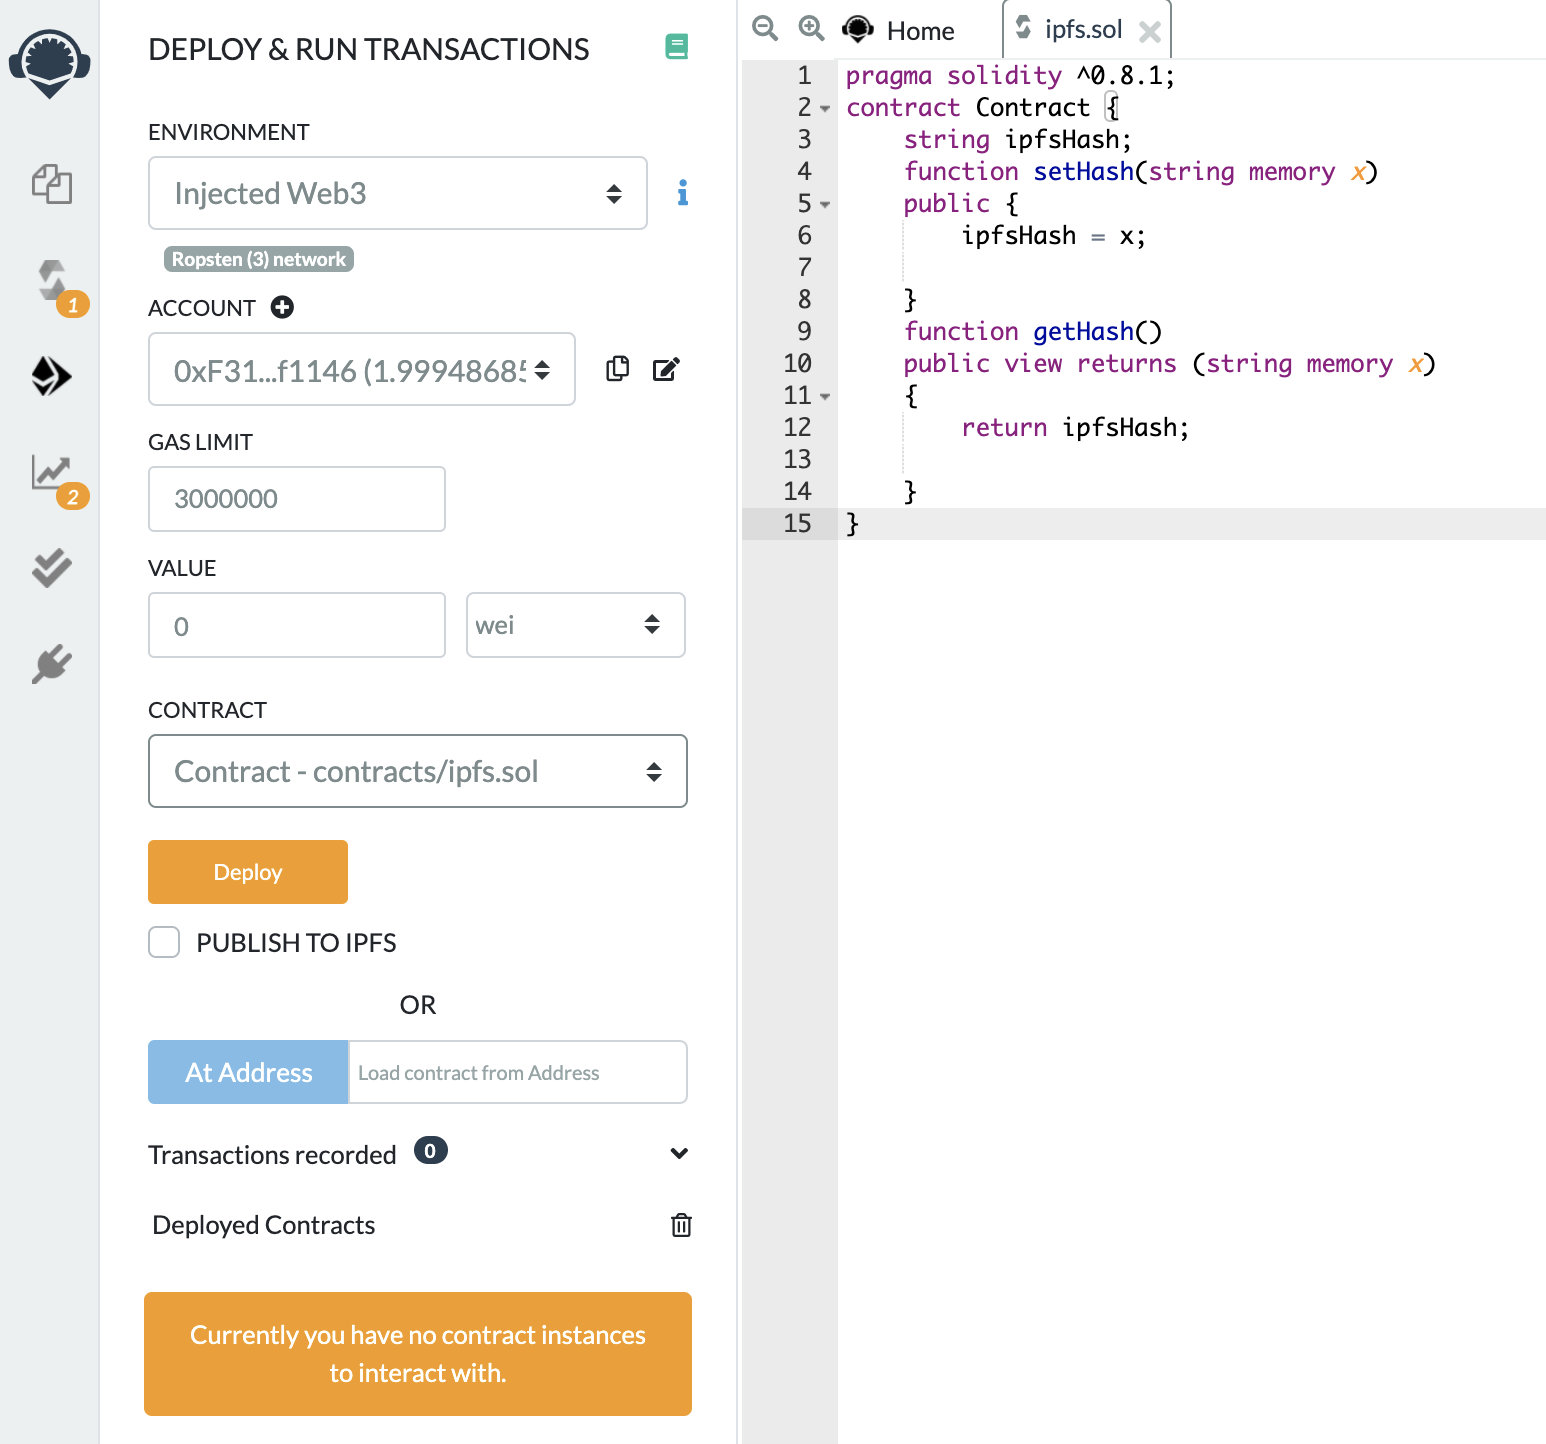 DEPLOY & RUN TRANSACTIONS
ENVIRONMENT
Injected Web3
Ropsten (3) network
ACCOUNT
0xF31...f1146 (1.99948685
GAS LIMIT
3000000
VALUE
0
wei
CONTRACT
Contract - contracts/ipfs.sol
Deploy
PUBLISH TO IPFS
OR
At Address
Load contract from Address
Transactions recorded 0
Deployed Contracts
Currently you have no contract instances
to interact with.
1
2
Home
ipfs.sol
1 pragma solidity ^0.8.1;
2 contract Contract {
3     string ipfsHash;
4     function setHash(string memory x)
5     public {
6         ipfsHash = x;
7
8     }
9     function getHash()
10     public view returns (string memory x)
11     {
12         return ipfsHash;
13
14     }
15 }